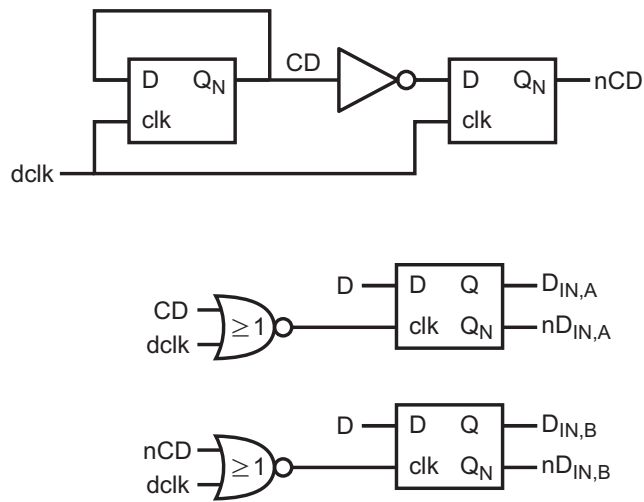 CD
D Q_N
D Q_N nCD
clk
clk
dclk
D D Q D_IN,A
CD
≥ 1
clk Q_N nD_IN,A
dclk
D D Q D_IN,B
nCD
≥ 1
clk Q_N nD_IN,B
dclk